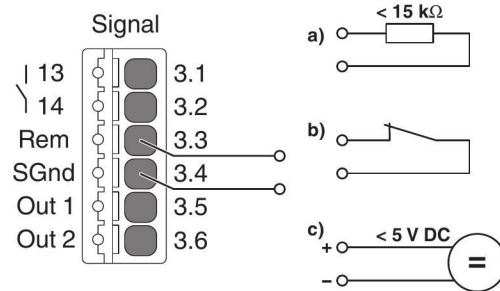 Signal
13 3.1
14 3.2
Rem 3.3
SGnd 3.4
Out 1 3.5
Out 2 3.6
a) < 15 kΩ
b)
c) < 5 V DC
+
=
–